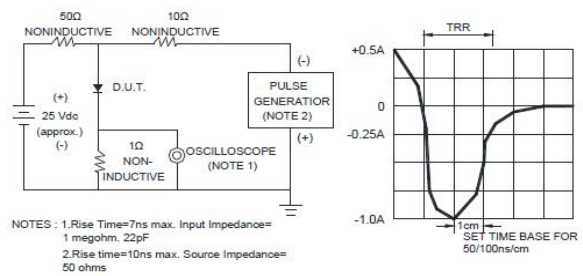 50Ω
NONINDUCTIVE
10Ω
NONINDUCTIVE
(+)
25 Vdc
(approx.)
(-)
D.U.T.
1Ω
NON-
INDUCTIVE
OSCILLOSCOPE
(NOTE 1)
(-)
PULSE
GENERATIOR
(NOTE 2)
(+)
NOTES : 1.Rise Time=7ns max. Input Impedance=
1 megohm. 22pF
2.Rise time=10ns max. Source Impedance=
50 ohms
TRR
+0.5A
0
-0.25A
-1.0A
1cm
SET TIME BASE FOR
50/100ns/cm